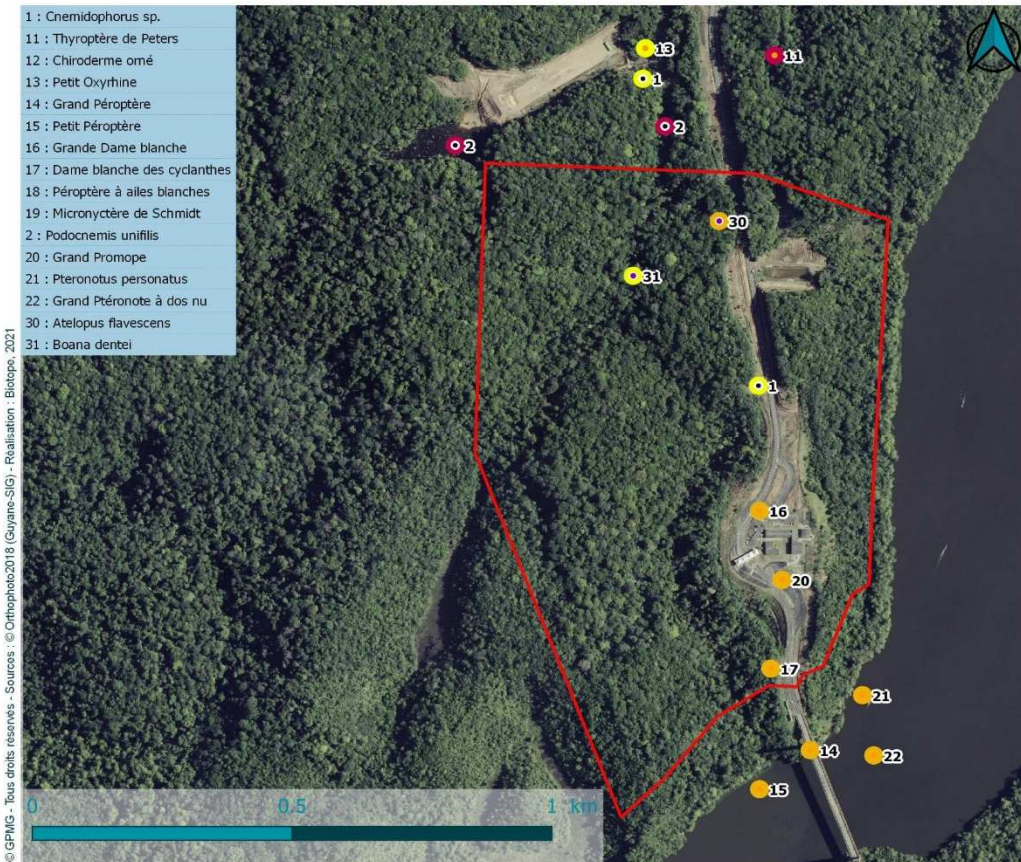 1 : Cnemidophorus sp.
11 : Thyroptère de Peters
12 : Chiroderme orné
13 : Petit Oxyrhine
14 : Grand Péroptère
15 : Petit Péroptère
16 : Grande Dame blanche
17 : Dame blanche des cyclanthes
18 : Péroptère à ailes blanches
19 : Micronyctère de Schmidt
2 : Podocnemis unifilis
20 : Grand Promope
21 : Pteronotus personatus
22 : Grand Ptéronote à dos nu
30 : Atelopus flavescens
31 : Boana dentei
13
11
1
2
2
30
31
1
16
20
17
21
14
22
15
0 0.5 1 km
© GPMG - Tous droits réservés - Sources : © Orthophoto2018 (Guyane-SIG) - Réalisation : Biotope, 2021